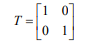 T = [1 0
0 1]